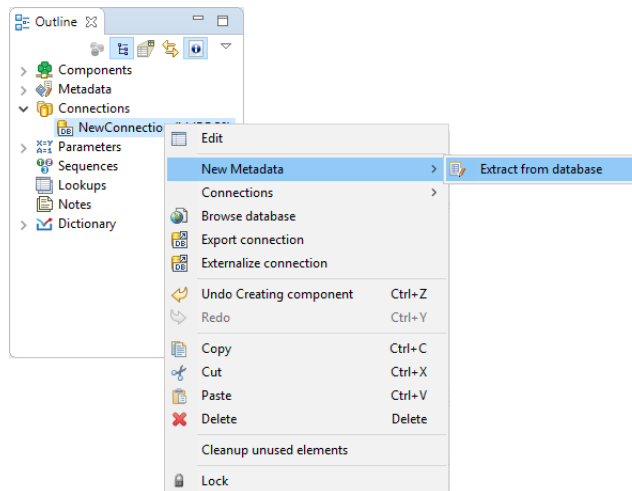 Outline
Components
Metadata
Connections
NewConnectio
Parameters
Sequences
Lookups
Notes
Dictionary
Edit
New Metadata
Extract from database
Connections
Browse database
Export connection
Externalize connection
Undo Creating component Ctrl+Z
Redo Ctrl+Y
Copy Ctrl+C
Cut Ctrl+X
Paste Ctrl+V
Delete Delete
Cleanup unused elements
Lock